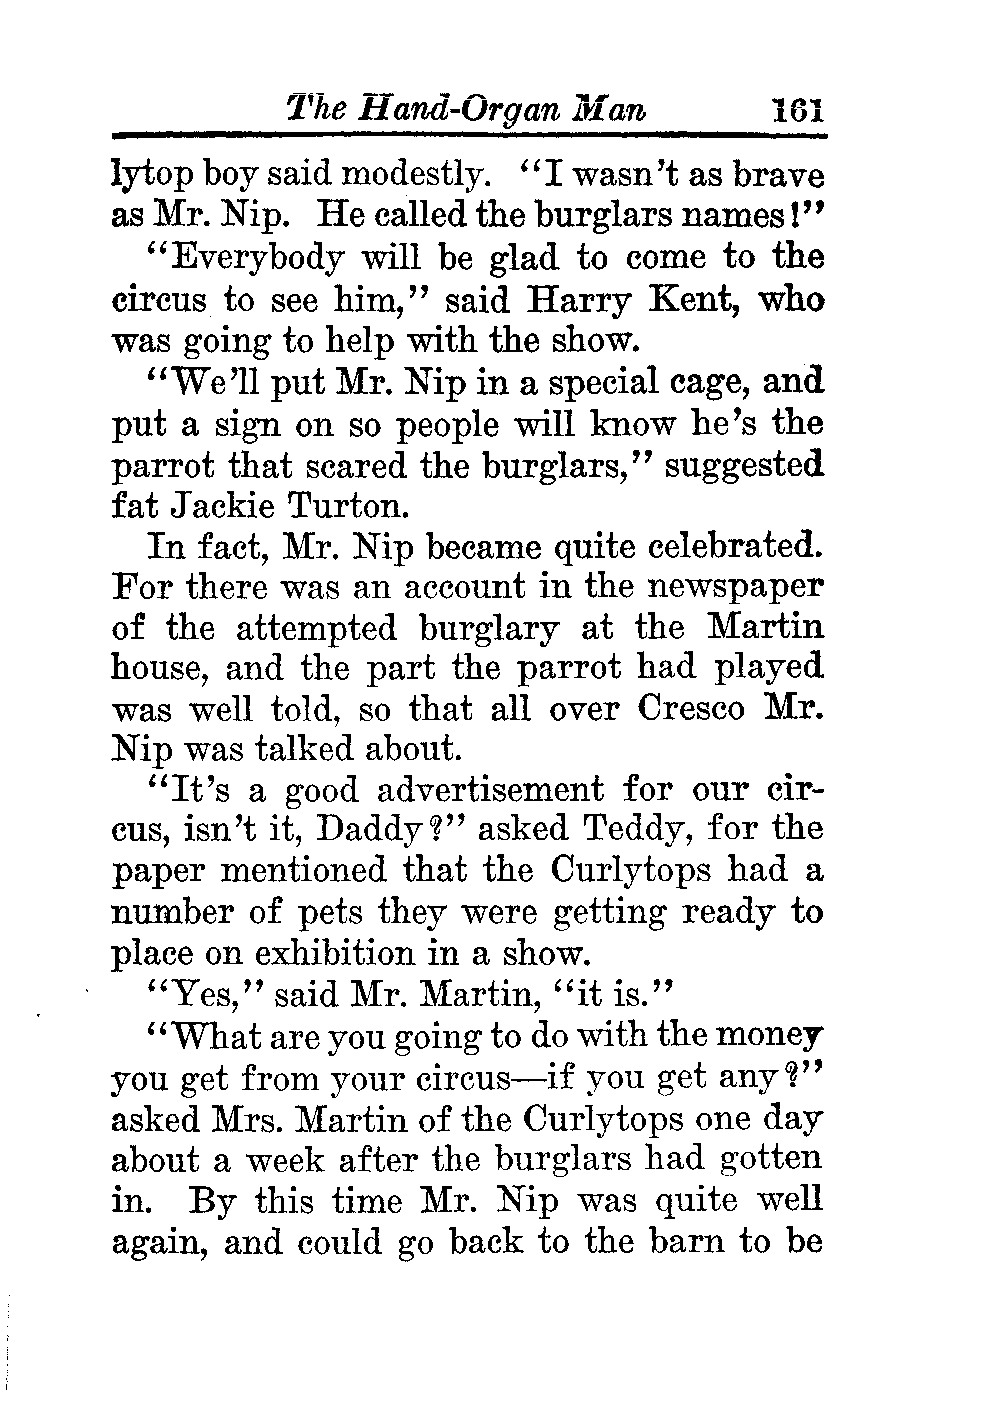 The Hand-Organ Man 161
lytop boy said modestly. "I wasn't as brave
as Mr. Nip. He called the burglars names!"
"Everybody will be glad to come to the
circus to see him," said Harry Kent, who
was going to help with the show.
"We'll put Mr. Nip in a special cage, and
put a sign on so people will know he's the
parrot that scared the burglars," suggested
fat Jackie Turton.
In fact, Mr. Nip became quite celebrated.
For there was an account in the newspaper
of the attempted burglary at the Martin
house, and the part the parrot had played
was well told, so that all over Cresco Mr.
Nip was talked about.
"It's a good advertisement for our cir-
cus, isn't it, Daddy?" asked Teddy, for the
paper mentioned that the Curlytops had a
number of pets they were getting ready to
place on exhibition in a show.
"Yes," said Mr. Martin, "it is."
"What are you going to do with the money
you get from your circus—if you get any?"
asked Mrs. Martin of the Curlytops one day
about a week after the burglars had gotten
in. By this time Mr. Nip was quite well
again, and could go back to the barn to be